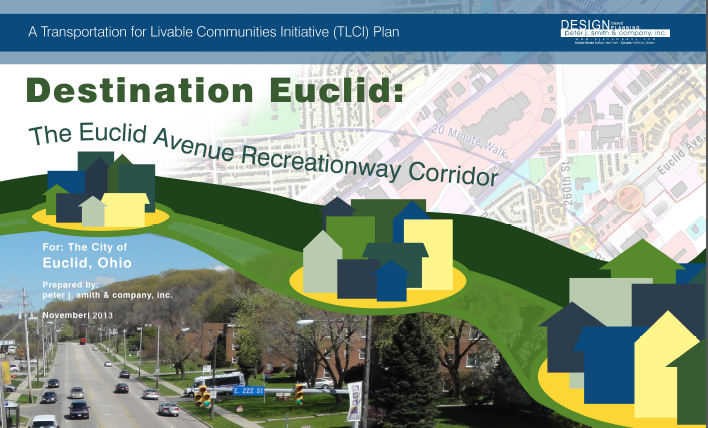 A Transportation for Livable Communities Initiative (TLCI) Plan
DESIGN based
PLANNING
peter j. smith & company, inc.
Destination Euclid:
The Euclid Avenue Recreationway Corridor
20 Minute Walk
260th St
Euclid Ave
For: The City of
Euclid, Ohio
Prepared by:
peter j. smith & company, inc.
November| 2013
E. 222 St